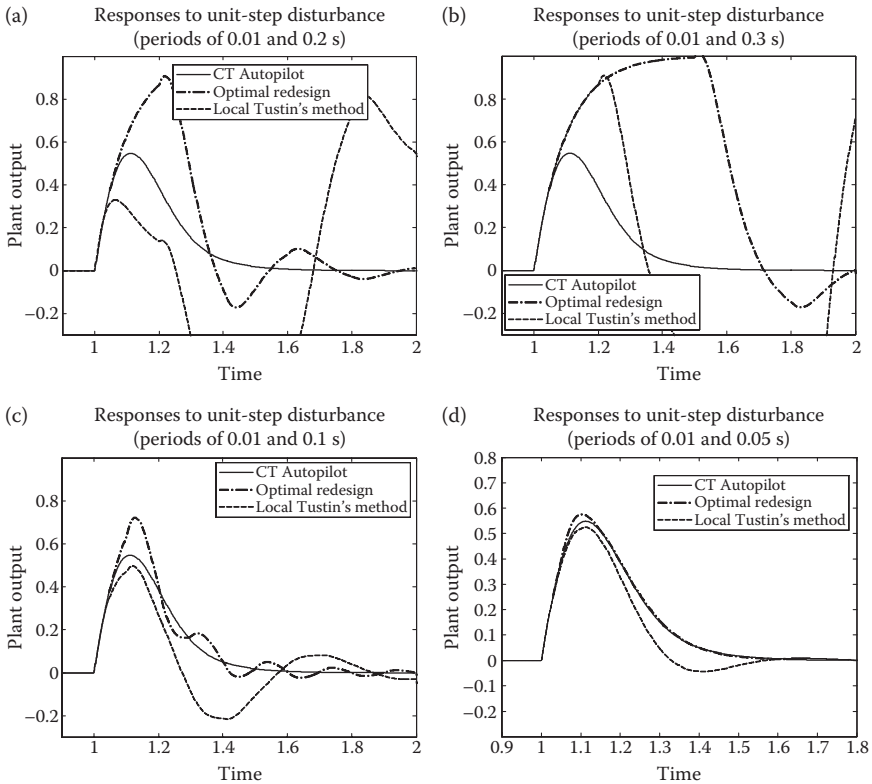 (a)
Responses to unit-step disturbance
(periods of 0.01 and 0.2 s)
CT Autopilot
Optimal redesign
Local Tustin's method
Plant output
0.8
0.6
0.4
0.2
0
−0.2
1
1.2
1.4
1.6
1.8
2
Time
(b)
Responses to unit-step disturbance
(periods of 0.01 and 0.3 s)
Plant output
0.8
0.6
0.4
0.2
0
−0.2
CT Autopilot
Optimal redesign
Local Tustin's method
1
1.2
1.4
1.6
1.8
2
Time
(c)
Responses to unit-step disturbance
(periods of 0.01 and 0.1 s)
CT Autopilot
Optimal redesign
Local Tustin's method
Plant output
0.8
0.6
0.4
0.2
0
−0.2
1
1.2
1.4
1.6
1.8
2
Time
(d)
Responses to unit-step disturbance
(periods of 0.01 and 0.05 s)
CT Autopilot
Optimal redesign
Local Tustin's method
Plant output
0.8
0.7
0.6
0.5
0.4
0.3
0.2
0.1
0
−0.1
−0.2
0.9
1
1.1
1.2
1.3
1.4
1.5
1.6
1.7
1.8
Time